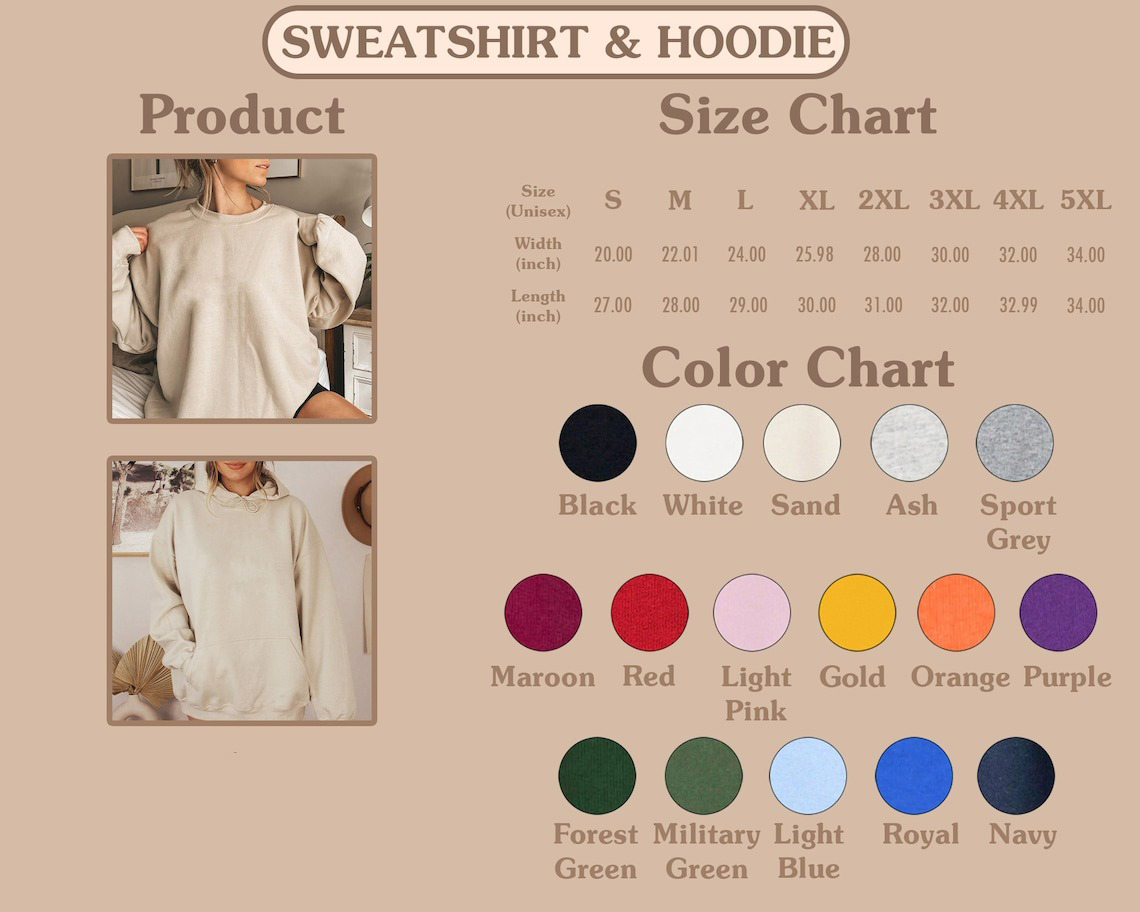 SWEATSHIRT & HOODIE
Product
Size Chart
Size
(Unisex)
S M L XL 2XL 3XL 4XL 5XL
Width
(inch)
20.00 22.01 24.00 25.98 28.00 30.00 32.00 34.00
Length
(inch)
27.00 28.00 29.00 30.00 31.00 32.00 32.99 34.00
Color Chart
Black White Sand Ash Sport
Grey
Maroon Red Light Gold Orange Purple
Pink
Forest Military Light Royal Navy
Green Green Blue